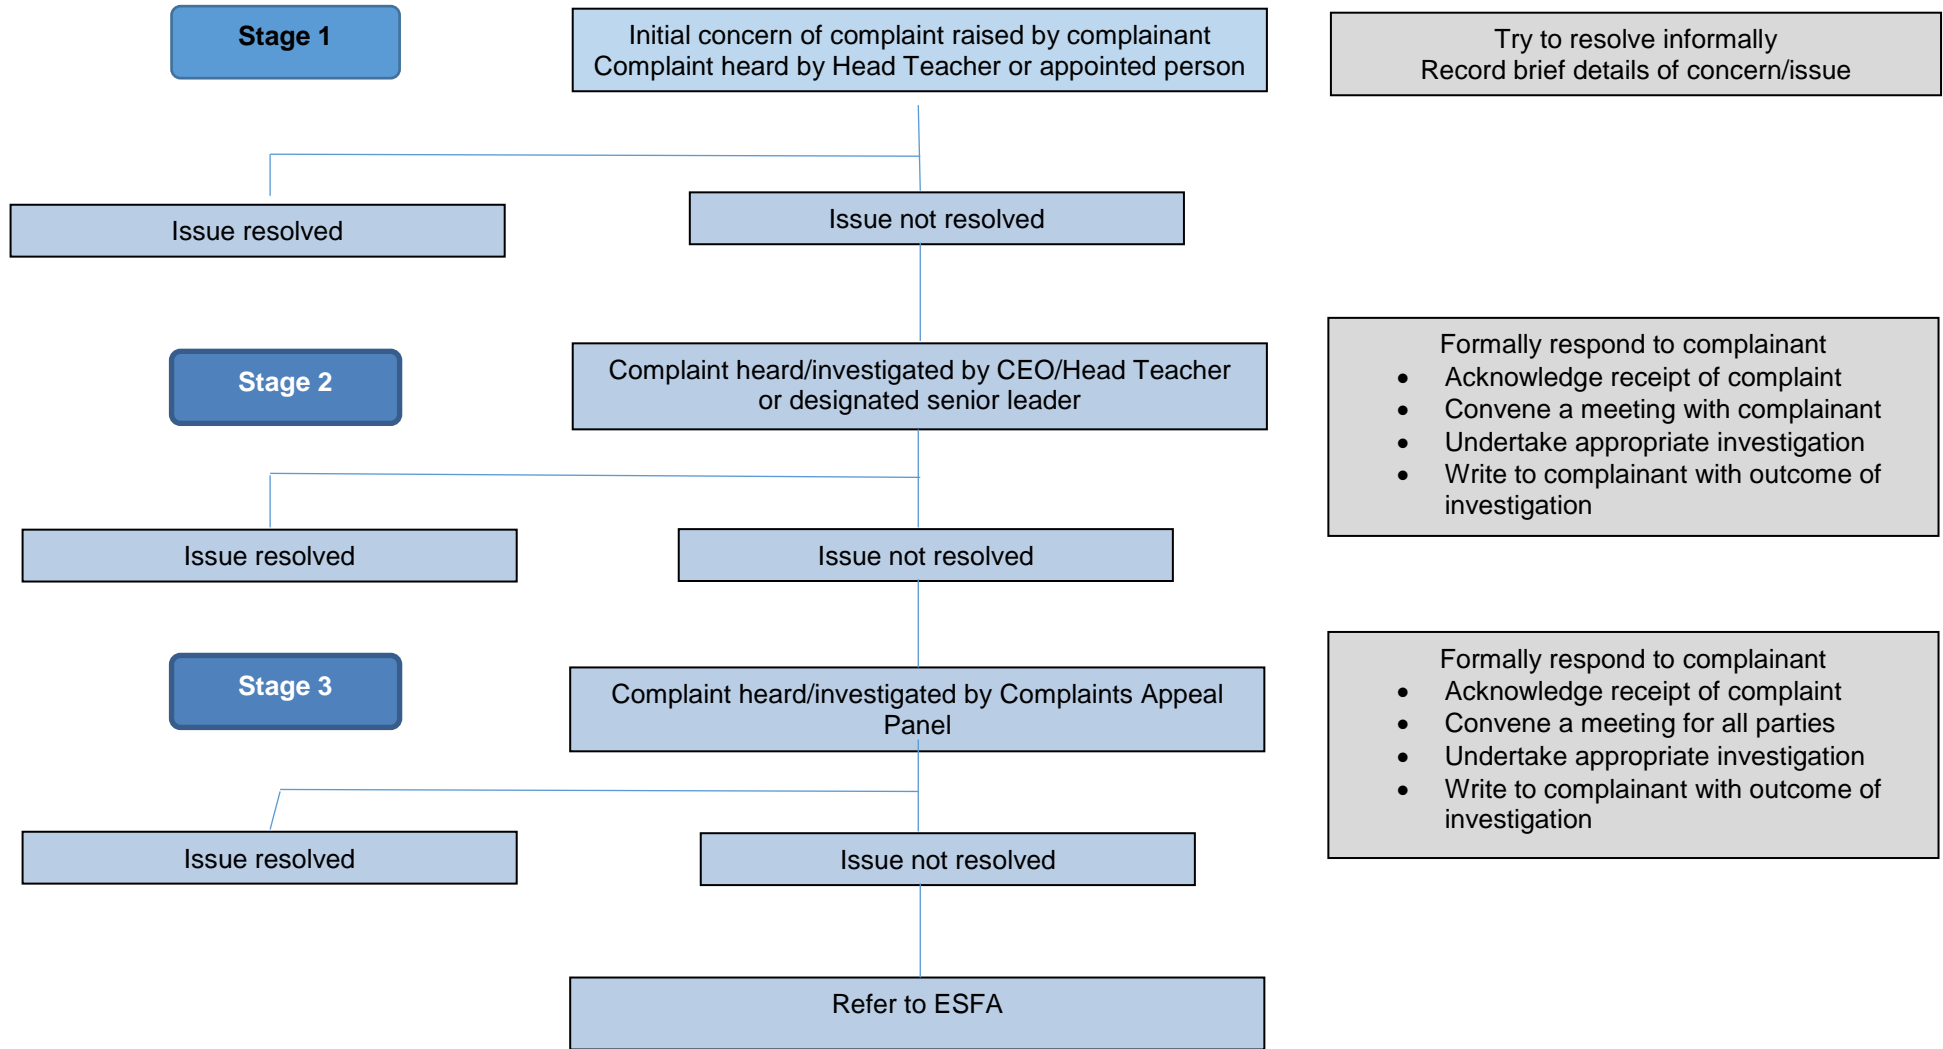 Stage 1
Initial concern of complaint raised by complainant
Complaint heard by Head Teacher or appointed person
Try to resolve informally
Record brief details of concern/issue
Issue resolved
Issue not resolved
Stage 2
Complaint heard/investigated by CEO/Head Teacher
or designated senior leader
Formally respond to complainant
• Acknowledge receipt of complaint
• Convene a meeting with complainant
• Undertake appropriate investigation
• Write to complainant with outcome of
investigation
Issue resolved
Issue not resolved
Stage 3
Complaint heard/investigated by Complaints Appeal
Panel
Formally respond to complainant
• Acknowledge receipt of complaint
• Convene a meeting for all parties
• Undertake appropriate investigation
• Write to complainant with outcome of
investigation
Issue resolved
Issue not resolved
Refer to ESFA